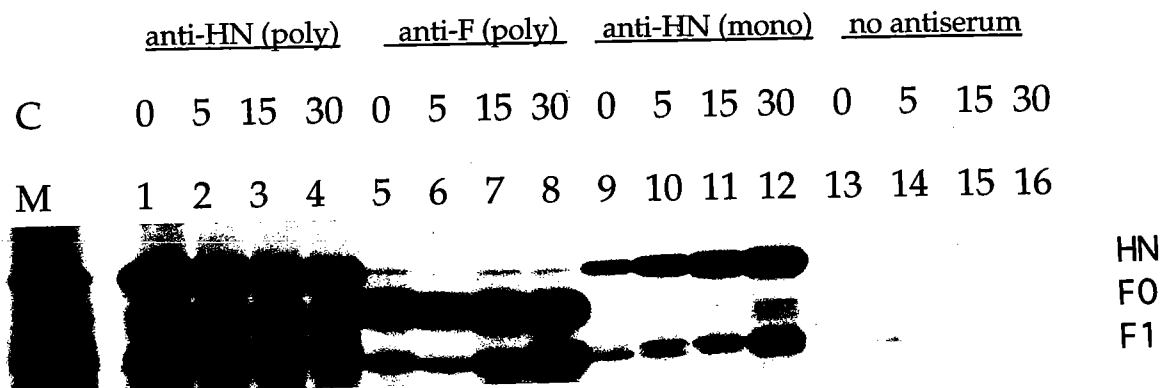 anti-HN (poly) anti-F (poly) anti-HN (mono) no antiserum
C 0 5 15 30 0 5 15 30 0 5 15 30 0 5 15 30
M 1 2 3 4 5 6 7 8 9 10 11 12 13 14 15 16
HN
F0
F1